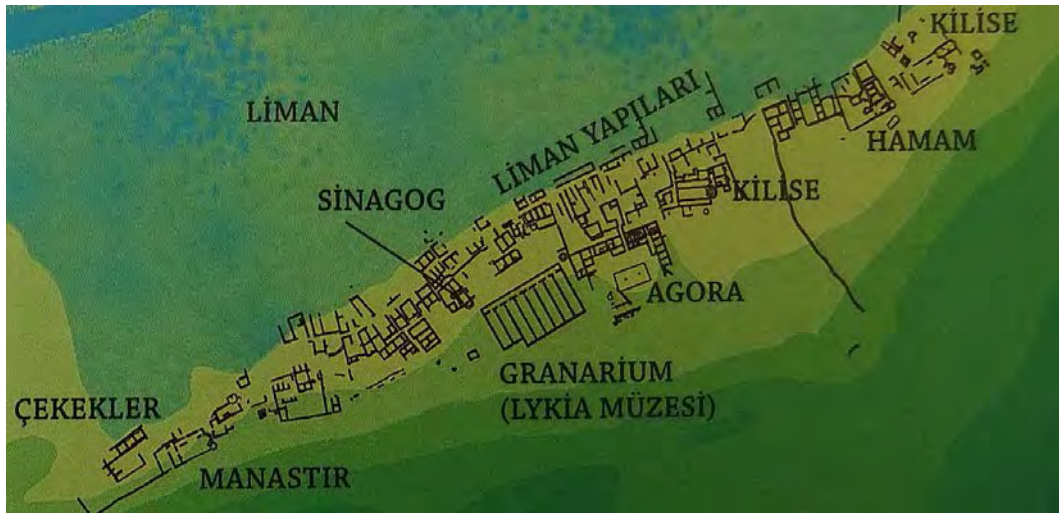 KİLİSE
LİMAN
LİMAN YAPILARI
HAMAM
SİNAGOG
KİLİSE
AGORA
GRANARİUM
(LYKİA MÜZESİ)
ÇEKEKLER
MANASTIR